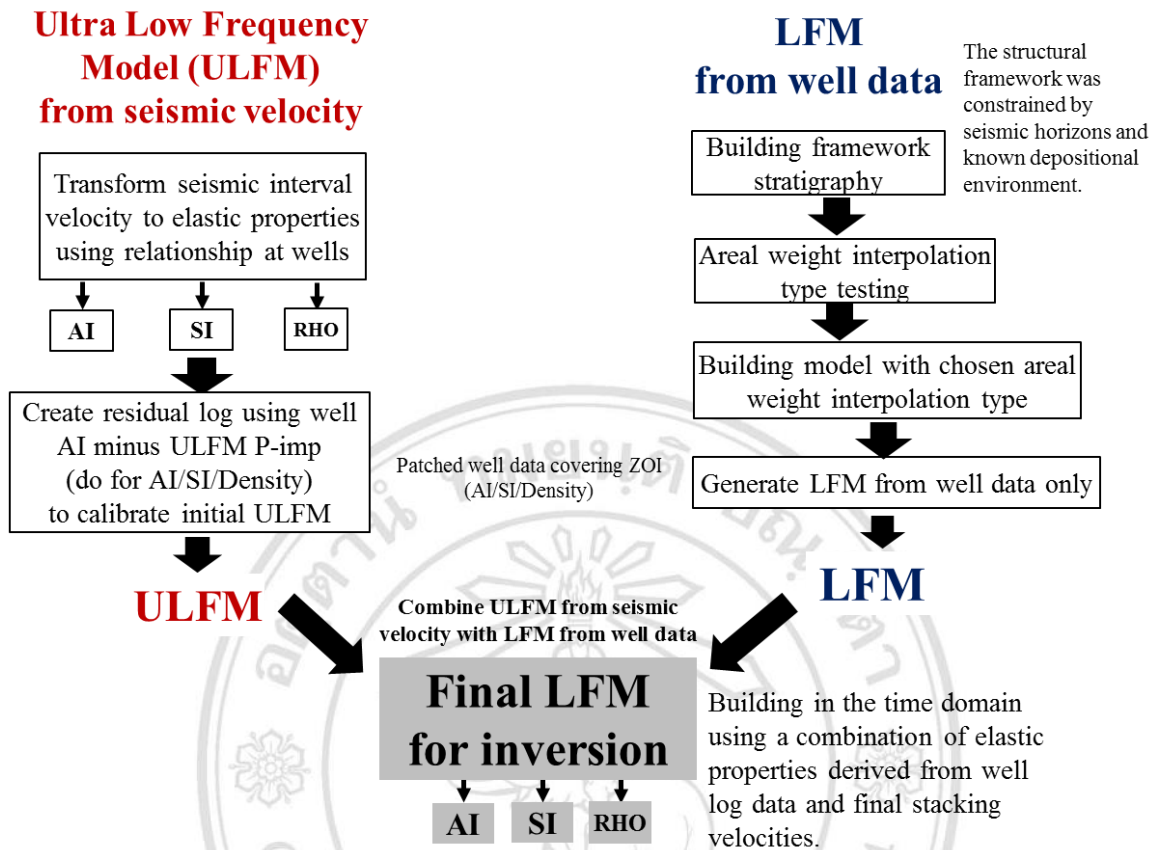 Ultra Low Frequency
Model (ULFM)
from seismic velocity
Transform seismic interval
velocity to elastic properties
using relationship at wells
AI
SI
RHO
Create residual log using well
AI minus ULFM P-imp
(do for AI/SI/Density)
to calibrate initial ULFM
ULFM
LFM
from well data
The structural
framework was
constrained by
seismic horizons and
known depositional
environment.
Building framework
stratigraphy
Areal weight interpolation
type testing
Building model with chosen areal
weight interpolation type
Patched well data covering ZOI
(AI/SI/Density)
Generate LFM from well data only
LFM
Combine ULFM from seismic
velocity with LFM from well data
Final LFM
for inversion
AI
SI
RHO
Building in the time domain
using a combination of elastic
properties derived from well
log data and final stacking
velocities.